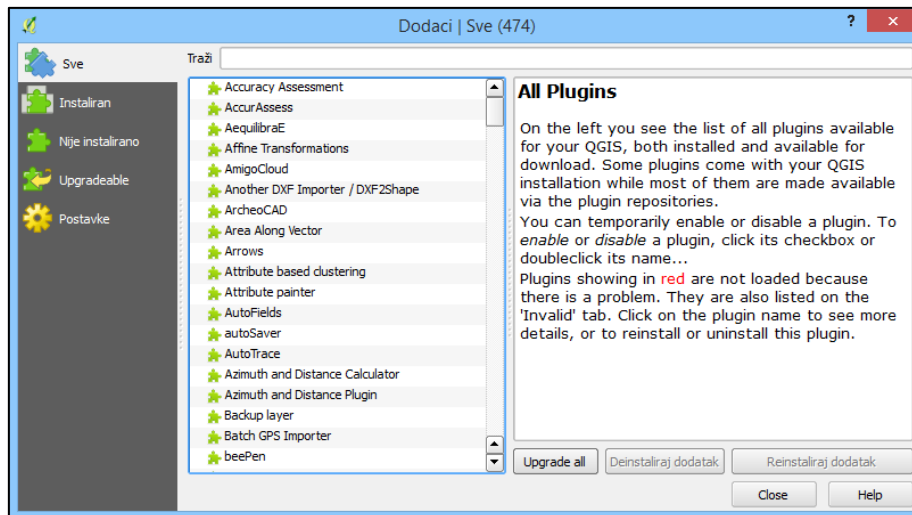 Dodaci | Sve (474)
?
Sve
Instaliran
Nije instalirano
Upgradeable
Postavke
Traži
Accuracy Assessment
AccurAssess
AequilibraE
Affine Transformations
AmigoCloud
Another DXF Importer / DXF2Shape
ArcheoCAD
Area Along Vector
Arrows
Attribute based clustering
Attribute painter
AutoFields
autoSaver
AutoTrace
Azimuth and Distance Calculator
Azimuth and Distance Plugin
Backup layer
Batch GPS Importer
beePen
All Plugins
On the left you see the list of all plugins available
for your QGIS, both installed and available for
download. Some plugins come with your QGIS
installation while most of them are made available
via the plugin repositories.
You can temporarily enable or disable a plugin. To
enable or disable a plugin, click its checkbox or
doubleclick its name...
Plugins showing in red are not loaded because
there is a problem. They are also listed on the
'Invalid' tab. Click on the plugin name to see more
details, or to reinstall or uninstall this plugin.
Upgrade all
Deinstaliraj dodatak
Reinstaliraj dodatak
Close
Help